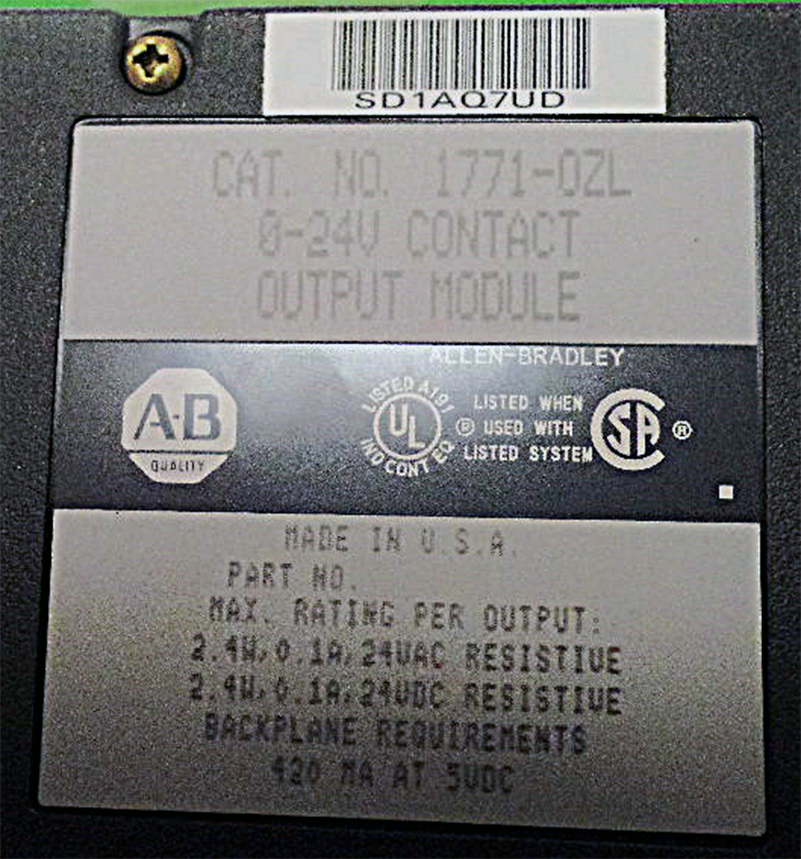 SD1AQ7UD
CAT. NO. 1771-OZL
0-24V CONTACT
OUTPUT MODULE
ALLEN-BRADLEY
A-B
QUALITY
LISTED A191
UL
IND CONT EQ
®
LISTED WHEN
USED WITH
LISTED SYSTEM
SA
®
MADE IN U.S.A.
PART NO.
MAX. RATING PER OUTPUT:
2.4W, 0.1A, 24VAC RESISTIVE
2.4W, 0.1A, 24VDC RESISTIVE
BACKPLANE REQUIREMENTS
420 MA AT 5VDC